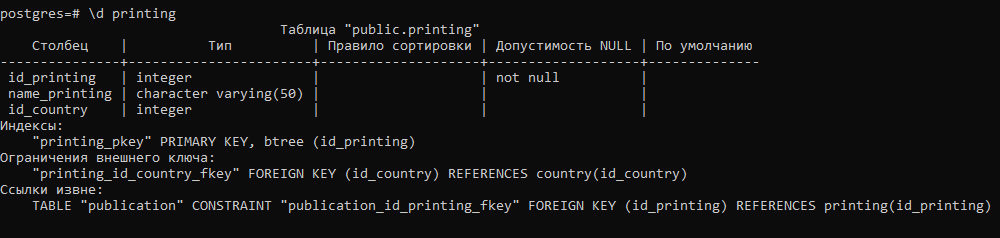 postgres=# \d printing
                                   Таблица "public.printing"
    Столбец    |          Тип          | Правило сортировки | Допустимость NULL | По умолчанию
---------------+-----------------------+--------------------+-------------------+--------------
 id_printing   | integer               |                    | not null          |
 name_printing | character varying(50) |                    |                   |
 id_country    | integer               |                    |                   |
Индексы:
    "printing_pkey" PRIMARY KEY, btree (id_printing)
Ограничения внешнего ключа:
    "printing_id_country_fkey" FOREIGN KEY (id_country) REFERENCES country(id_country)
Ссылки извне:
    TABLE "publication" CONSTRAINT "publication_id_printing_fkey" FOREIGN KEY (id_printing) REFERENCES printing(id_printing)